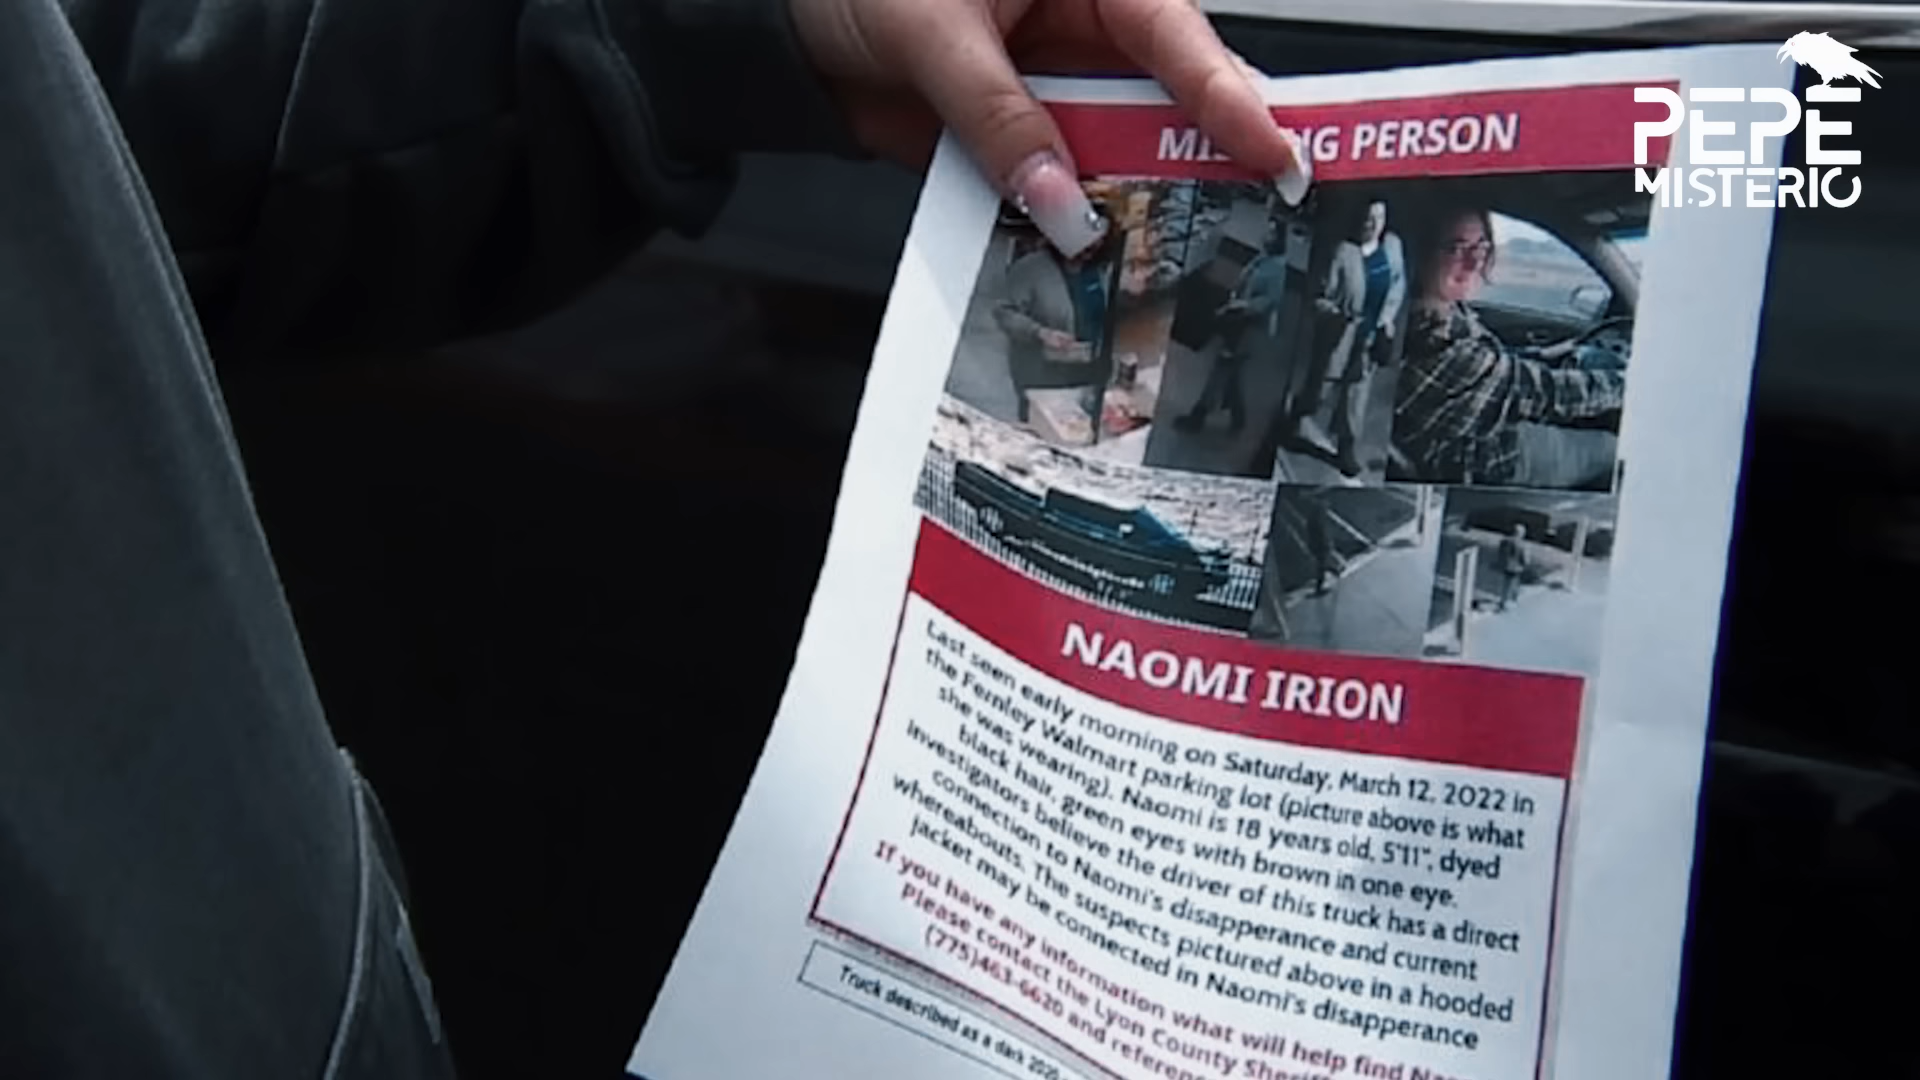 PEPE
MISTERIO
MISSING PERSON
NAOMI IRION
Last seen early morning on Saturday, March 12, 2022 in
the Fernley Walmart parking lot (picture above is what
she was wearing). Naomi is 18 years old, 5'11", dyed
black hair, green eyes with brown in one eye.
Investigators believe the driver of this truck has a direct
connection to Naomi's disapperance and current
whereabouts. The suspects pictured above in a hooded
jacket may be connected in Naomi's disapperance
If you have any information what will help find
Please contact the Lyon County
(775)463-6620 and
Truck described as a dark 2020